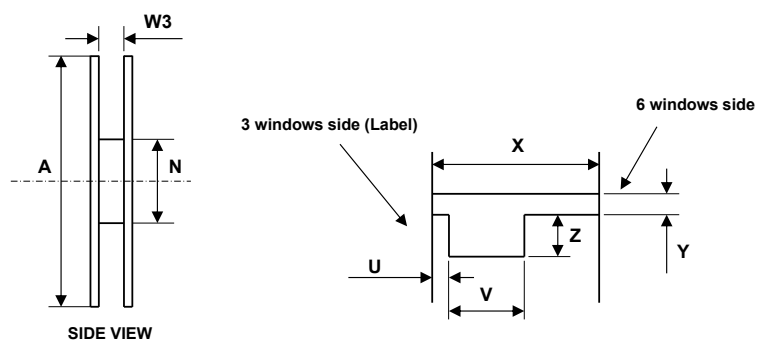 W3
6 windows side
3 windows side (Label)
X
A
N
Z
Y
U
V
SIDE VIEW